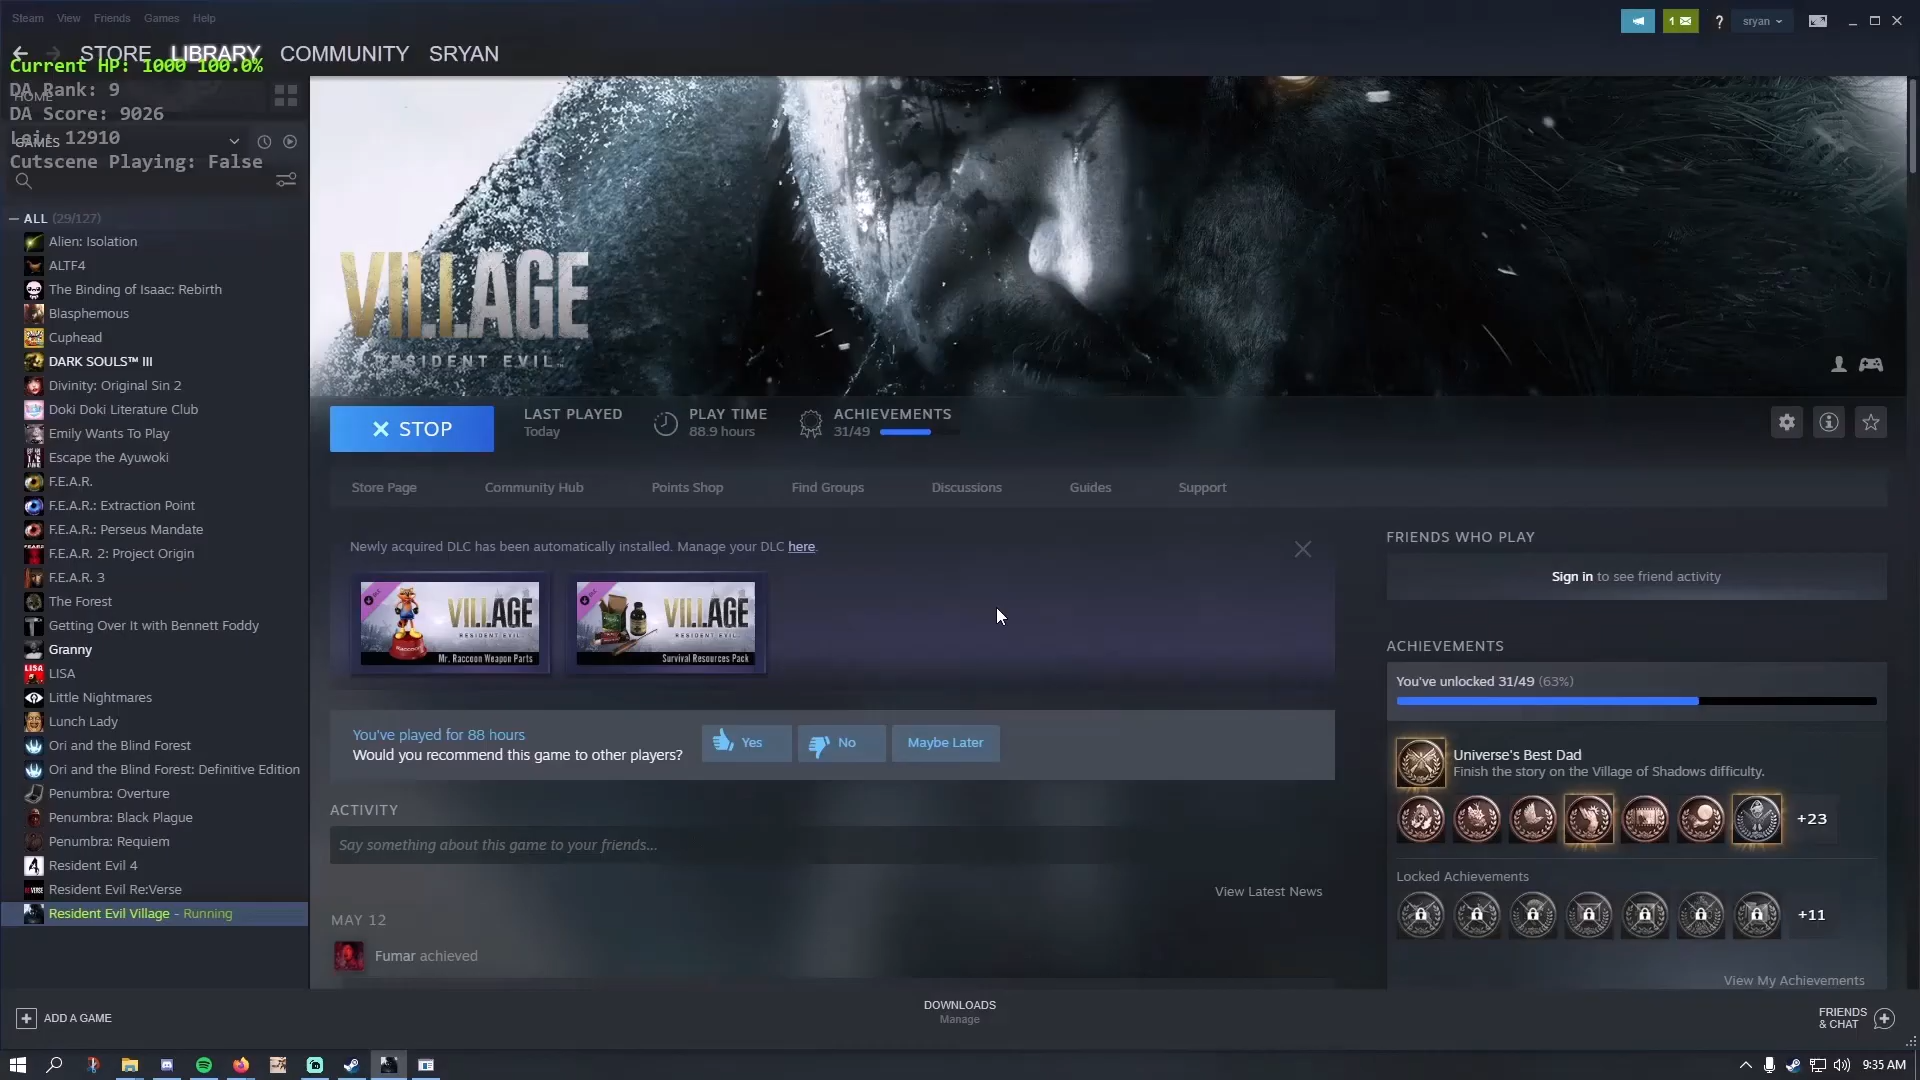 Steam View Friends Games Help
1
?
sryan
STORE LIBRARY COMMUNITY SRYAN
Current HP: 1000 100.0%
HOME
DA Rank: 9
DA Score: 9026
GAMES
Lei: 12910
Cutscene Playing: False
ALL (29/127)
Alien: Isolation
ALTF4
The Binding of Isaac: Rebirth
Blasphemous
Cuphead
DARK SOULS™ III
Divinity: Original Sin 2
Doki Doki Literature Club
Emily Wants To Play
Escape the Ayuwoki
F.E.A.R.
F.E.A.R.: Extraction Point
F.E.A.R.: Perseus Mandate
F.E.A.R. 2: Project Origin
F.E.A.R. 3
The Forest
Getting Over It with Bennett Foddy
Granny
LISA
Little Nightmares
Lunch Lady
Ori and the Blind Forest
Ori and the Blind Forest: Definitive Edition
Penumbra: Overture
Penumbra: Black Plague
Penumbra: Requiem
Resident Evil 4
Resident Evil Re:Verse
Resident Evil Village - Running
VILLAGE
RESIDENT EVIL
STOP
LAST PLAYED
Today
PLAY TIME
88.9 hours
ACHIEVEMENTS
31/49
Store Page Community Hub Points Shop Find Groups Discussions Guides Support
Newly acquired DLC has been automatically installed. Manage your DLC here.
VILLAGE
RESIDENT EVIL
Mr. Raccoon Weapon Parts
VILLAGE
RESIDENT EVIL
Survival Resources Pack
You've played for 88 hours
Would you recommend this game to other players?
Yes
No
Maybe Later
ACTIVITY
Say something about this game to your friends...
View Latest News
MAY 12
Fumar achieved
FRIENDS WHO PLAY
Sign in to see friend activity
ACHIEVEMENTS
You've unlocked 31/49 (63%)
Universe's Best Dad
Finish the story on the Village of Shadows difficulty.
+23
Locked Achievements
+11
View My Achievements
ADD A GAME
DOWNLOADS
Manage
FRIENDS
& CHAT
9:35 AM